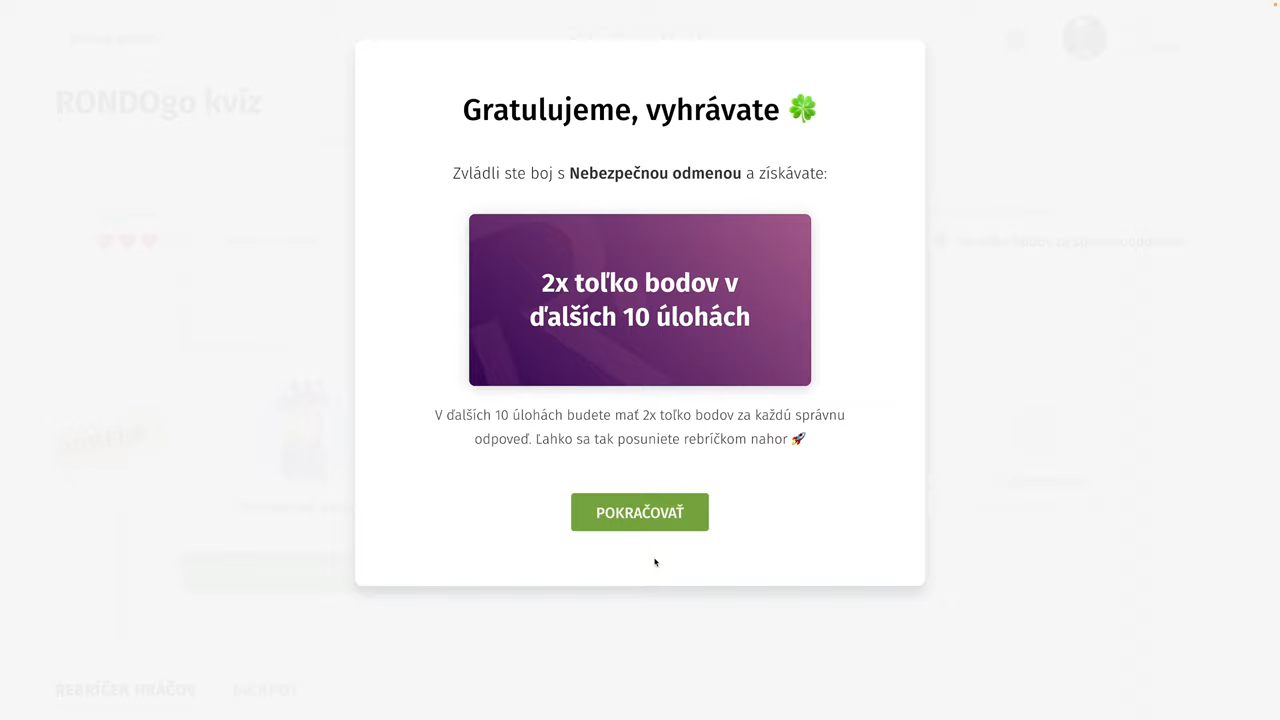 RONDOgo kvíz
Gratulujeme, vyhrávate 🍀
Zvládli ste boj s Nebezpečnou odmenou a získávate:
2x toľko bodov v
ďalších 10 úlohách
V ďalších 10 úlohách budete mať 2x toľko bodov za každú správnu
odpoveď. Ľahko sa tak posuniete rebríčkom nahor 🚀
POKRAČOVAŤ
REBRÍČEK HRÁČOV
JACKPOT